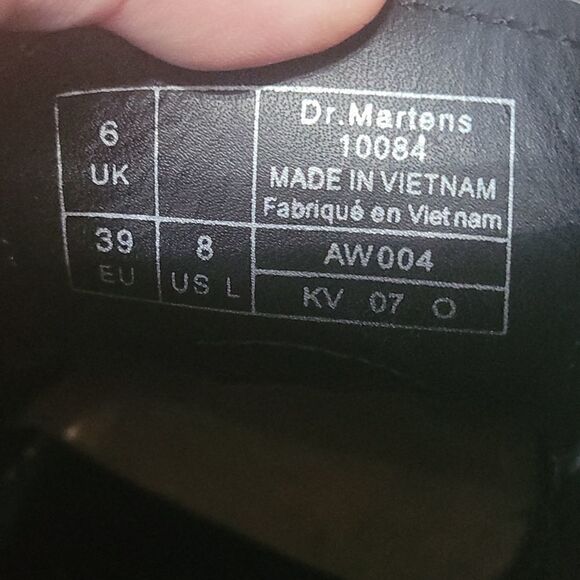 6
UK
39
EU
8
US L
Dr.Martens
10084
MADE IN VIETNAM
Fabriqué en Vietnam
AW004
KV 07 O